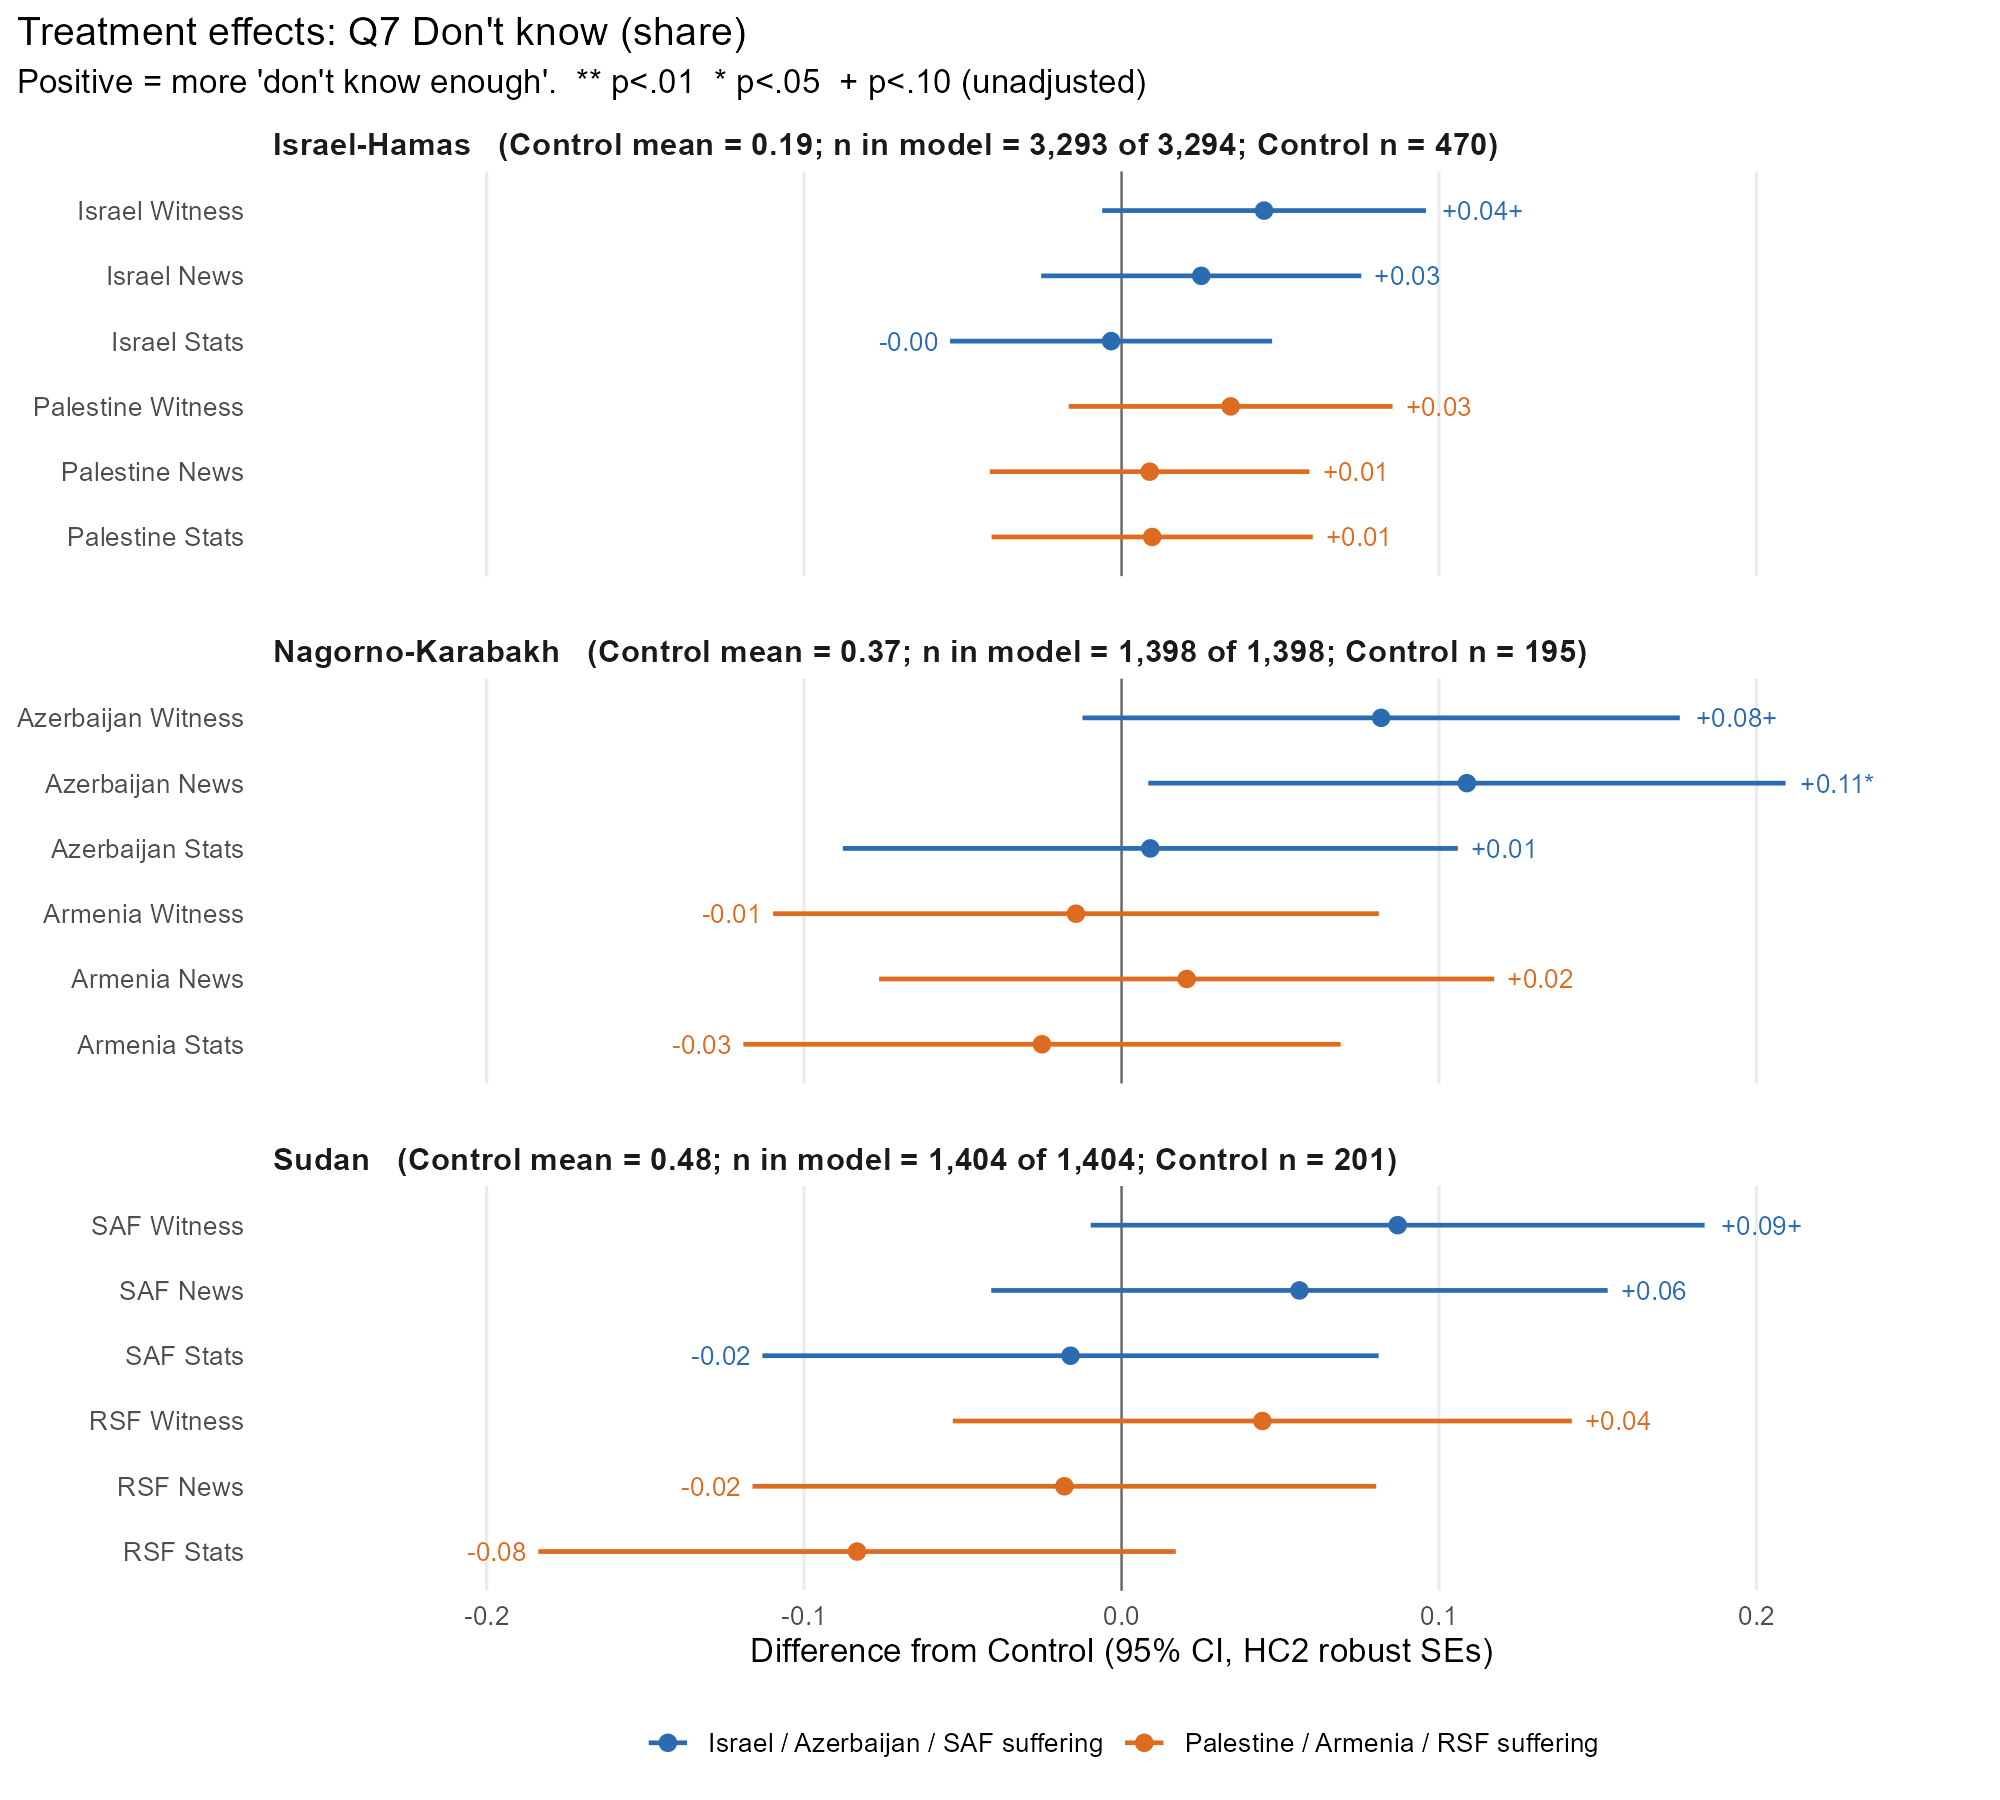 Treatment effects: Q7 Don't know (share)
Positive = more 'don't know enough'.  ** p<.01  * p<.05  + p<.10 (unadjusted)
Israel-Hamas   (Control mean = 0.19; n in model = 3,293 of 3,294; Control n = 470)
Israel Witness +0.04+
Israel News +0.03
Israel Stats -0.00
Palestine Witness +0.03
Palestine News +0.01
Palestine Stats +0.01
Nagorno-Karabakh   (Control mean = 0.37; n in model = 1,398 of 1,398; Control n = 195)
Azerbaijan Witness +0.08+
Azerbaijan News +0.11*
Azerbaijan Stats +0.01
Armenia Witness -0.01
Armenia News +0.02
Armenia Stats -0.03
Sudan   (Control mean = 0.48; n in model = 1,404 of 1,404; Control n = 201)
SAF Witness +0.09+
SAF News +0.06
SAF Stats -0.02
RSF Witness +0.04
RSF News -0.02
RSF Stats -0.08
-0.2 -0.1 0.0 0.1 0.2
Difference from Control (95% CI, HC2 robust SEs)
Israel / Azerbaijan / SAF suffering Palestine / Armenia / RSF suffering